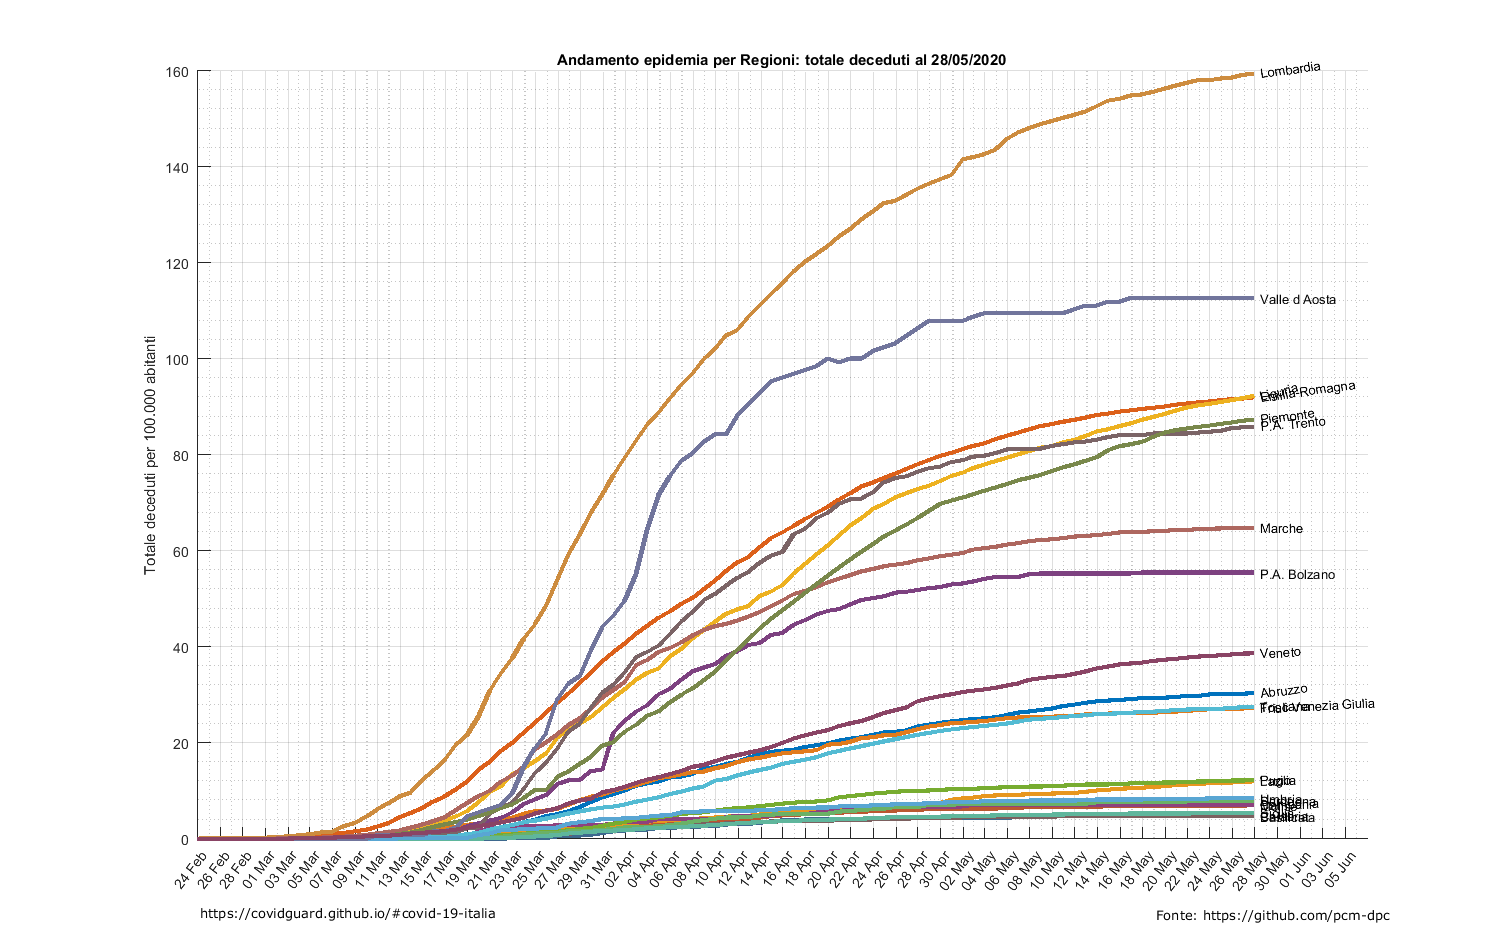 Andamento epidemia per Regioni: totale deceduti al 28/05/2020
Totale deceduti per 100.000 abitanti
160
140
120
100
80
60
40
20
0
Lombardia
Valle d Aosta
Liguria
Emilia-Romagna
Piemonte
P.A. Trento
Marche
P.A. Bolzano
Veneto
Abruzzo
Toscana
Friuli Venezia Giulia
Puglia
Lazio
Basilicata
24 Feb
26 Feb
28 Feb
01 Mar
03 Mar
05 Mar
07 Mar
09 Mar
11 Mar
13 Mar
15 Mar
17 Mar
19 Mar
21 Mar
23 Mar
25 Mar
27 Mar
29 Mar
31 Mar
02 Apr
04 Apr
06 Apr
08 Apr
10 Apr
12 Apr
14 Apr
16 Apr
18 Apr
20 Apr
22 Apr
24 Apr
26 Apr
28 Apr
30 Apr
02 May
04 May
06 May
08 May
10 May
12 May
14 May
16 May
18 May
20 May
22 May
24 May
26 May
28 May
30 May
01 Jun
03 Jun
05 Jun
https://covidguard.github.io/#covid-19-italia
Fonte: https://github.com/pcm-dpc